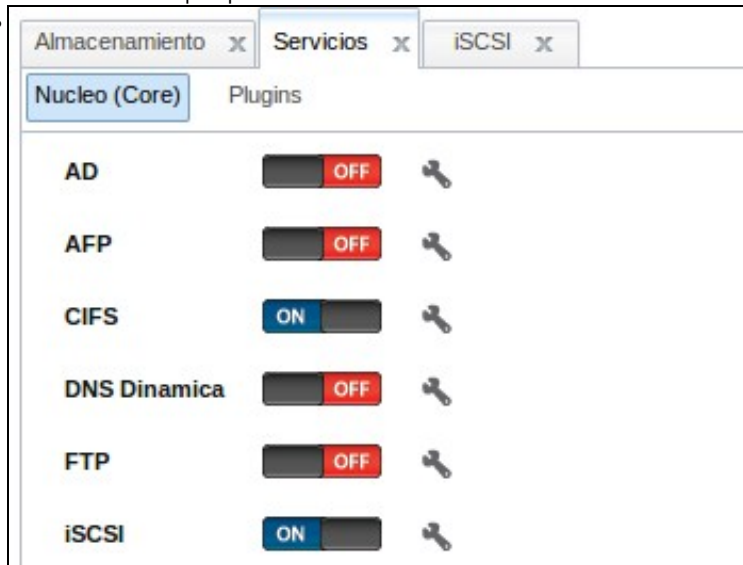 Almacenamiento x Servicios x iSCSI x
Nucleo (Core) Plugins
AD OFF
AFP OFF
CIFS ON
DNS Dinamica OFF
FTP OFF
iSCSI ON